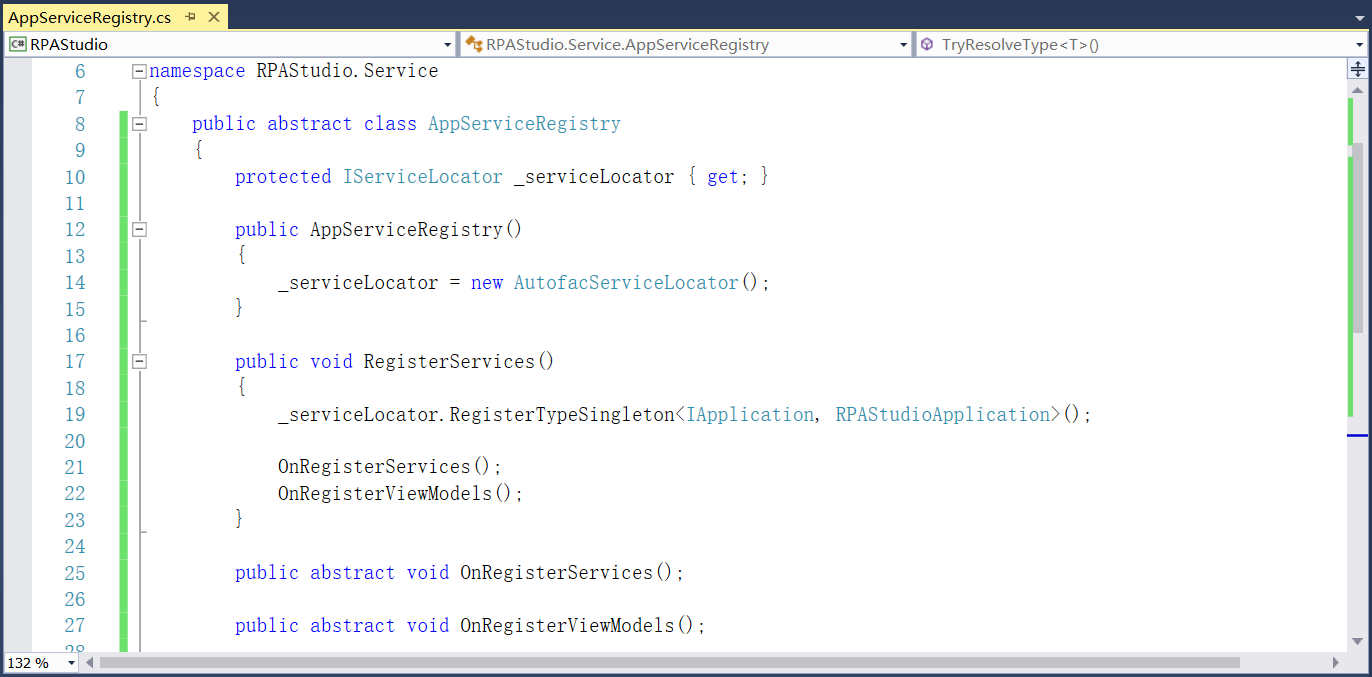 AppServiceRegistry.cs
RPAStudio
RPAStudio.Service.AppServiceRegistry
TryResolveType<T>()
6 namespace RPAStudio.Service
7 {
8 public abstract class AppServiceRegistry
9 {
10 protected IServiceLocator _serviceLocator { get; }
11
12 public AppServiceRegistry()
13 {
14 _serviceLocator = new AutofacServiceLocator();
15 }
16
17 public void RegisterServices()
18 {
19 _serviceLocator.RegisterTypeSingleton<IApplication, RPAStudioApplication>();
20
21 OnRegisterServices();
22 OnRegisterViewModels();
23 }
24
25 public abstract void OnRegisterServices();
26
27 public abstract void OnRegisterViewModels();
28
132 %